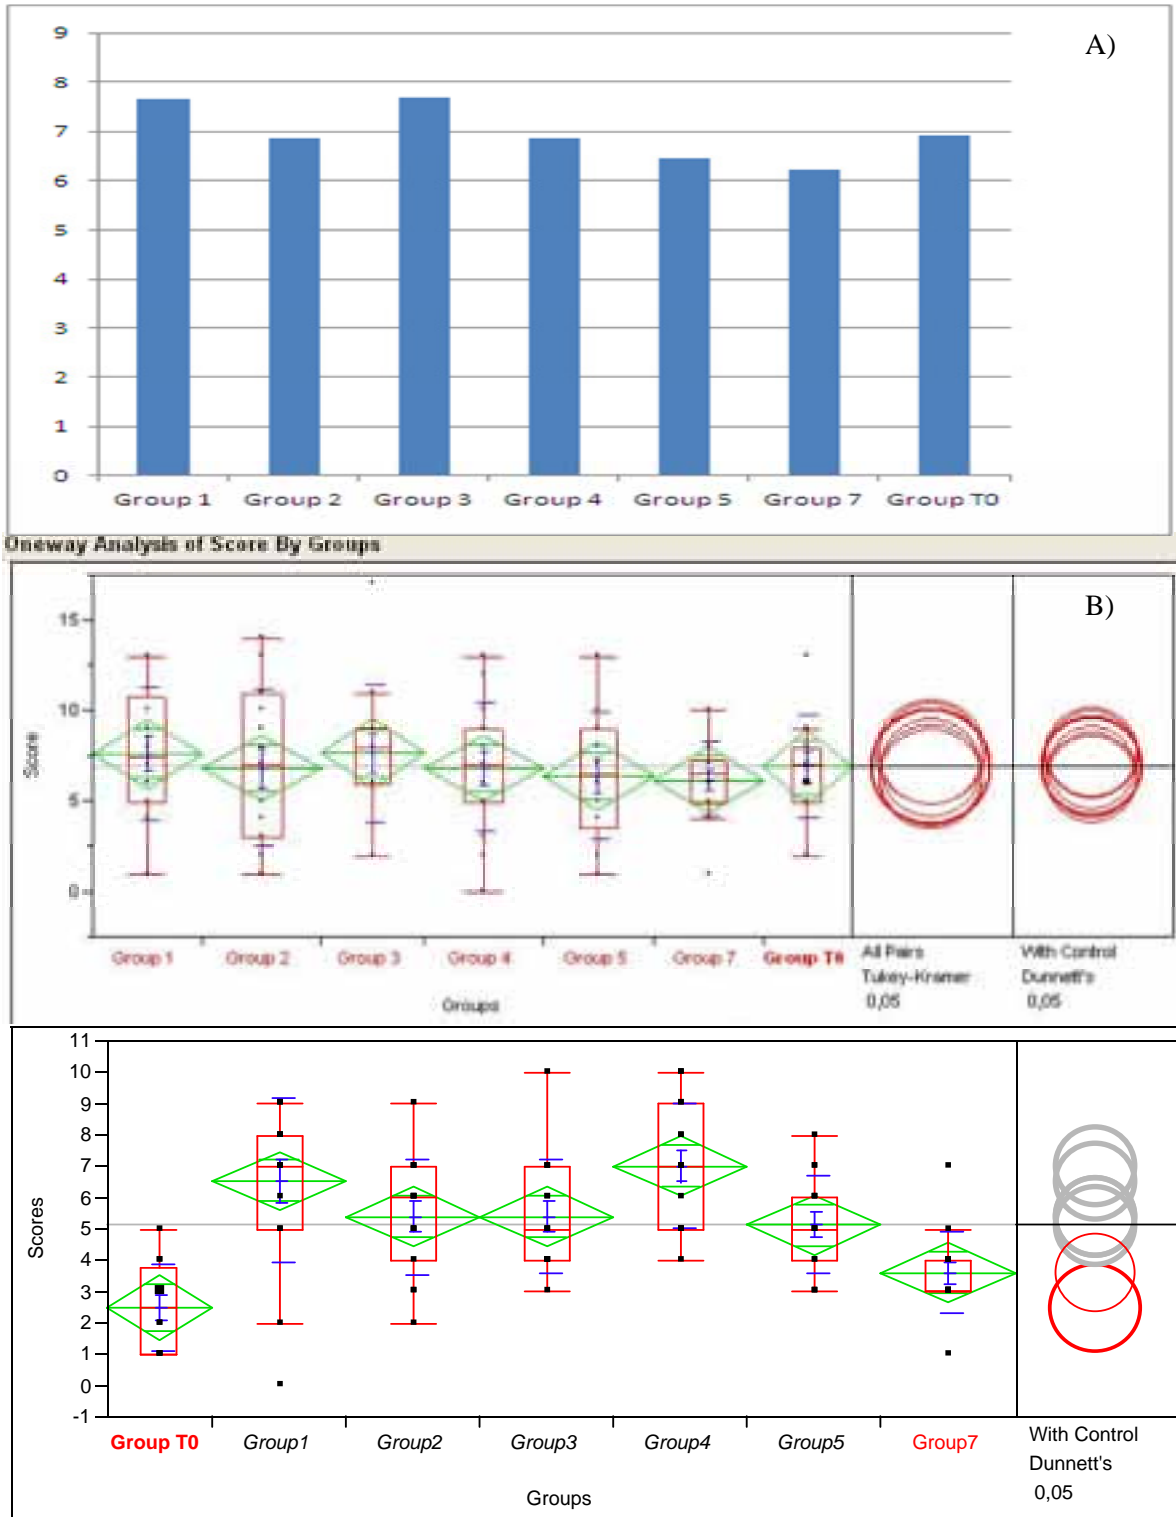 A)
9
8
7
6
5
4
3
2
1
0
Group 1 Group 2 Group 3 Group 4 Group 5 Group 7 Group T0
Oneway Analysis of Score By Groups
B)
15
10
5
0
Score
Group 1 Group 2 Group 3 Group 4 Group 5 Group 7 Group T0
Groups
All Pairs
Tukey-Kramer
0,05
With Control
Dunnett's
0,05
11
10
9
8
7
6
5
4
3
2
1
0
-1
Scores
Group T0 Group1 Group2 Group3 Group4 Group5 Group7
Groups
With Control
Dunnett's
0,05